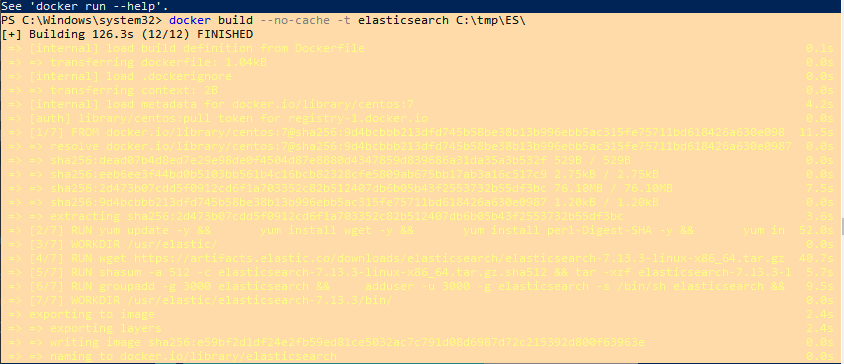 See 'docker run --help'.
PS C:\Windows\system32> docker build --no-cache -t elasticsearch C:\tmp\ES\
[+] Building 126.3s (12/12) FINISHED
=> [internal] load build definition from Dockerfile 0.1s
=> => transferring dockerfile: 1.04kB 0.0s
=> [internal] load .dockerignore 0.0s
=> => transferring context: 2B 0.0s
=> [internal] load metadata for docker.io/library/centos:7 4.2s
=> [auth] library/centos:pull token for registry-1.docker.io 0.0s
=> [1/7] FROM docker.io/library/centos:7@sha256:9d4bcbbb213dfd745b58be38b13b996ebb5ac315fe75711bd618426a630e098 11.5s
=> => resolve docker.io/library/centos:7@sha256:9d4bcbbb213dfd745b58be38b13b996ebb5ac315fe75711bd618426a630e0987 0.0s
=> => sha256:dead07b4d8ed7e29e98de0f4504d87e8880d4347859d839686a31da35a3b532f 529B / 529B 0.0s
=> => sha256:eeb6ee3f44bd0b5103bb561b4c16bcb82328cfe5809ab675bb17ab3a16c517c9 2.75kB / 2.75kB 0.0s
=> => sha256:2d473b07cdd5f0912cd6f1a703352c82b512407db6b05b43f2553732b55df3bc 76.10MB / 76.10MB 7.5s
=> => sha256:9d4bcbbb213dfd745b58be38b13b996ebb5ac315fe75711bd618426a630e0987 1.20kB / 1.20kB 0.0s
=> => extracting sha256:2d473b07cdd5f0912cd6f1a703352c82b512407db6b05b43f2553732b55df3bc 3.6s
=> [2/7] RUN yum update -y && yum install wget -y && yum install perl-Digest-SHA -y && yum in 52.0s
=> [3/7] WORKDIR /usr/elastic/ 0.0s
=> [4/7] RUN wget https://artifacts.elastic.co/downloads/elasticsearch/elasticsearch-7.13.3-linux-x86_64.tar.gz 40.7s
=> [5/7] RUN shasum -a 512 -c elasticsearch-7.13.3-linux-x86_64.tar.gz.sha512 && tar -xzf elasticsearch-7.13.3-l 5.7s
=> [6/7] RUN groupadd -g 3000 elasticsearch && adduser -u 3000 -g elasticsearch -s /bin/sh elasticsearch && 9.5s
=> [7/7] WORKDIR /usr/elastic/elasticsearch-7.13.3/bin/ 0.0s
=> exporting to image 2.4s
=> => exporting layers 2.4s
=> => writing image sha256:e59bf2d1df24e2fb59ed81ce5032ac7c791d08d6987d72c215392d800f63963e 0.0s
=> => naming to docker.io/library/elasticsearch 0.0s